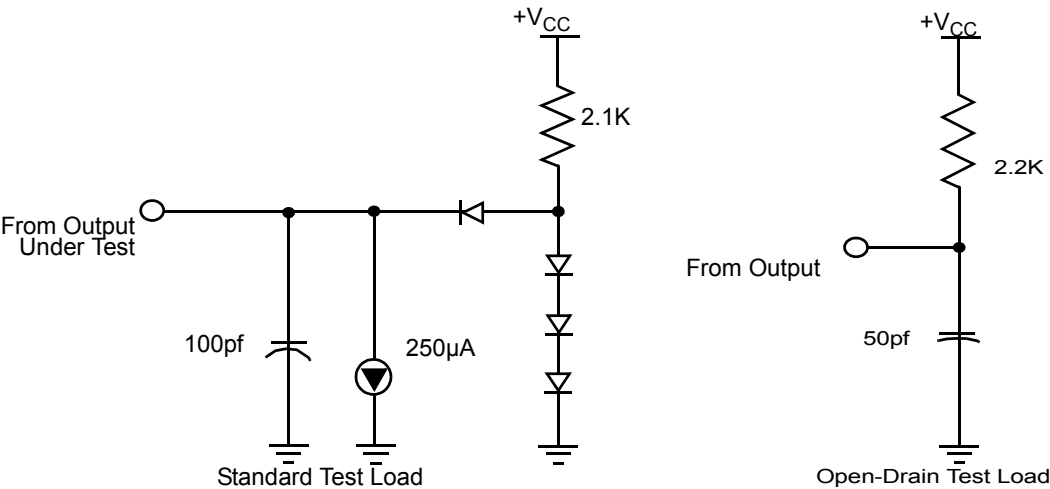 +VCC
2.1K
From Output
Under Test
100pf
250µA
Standard Test Load
+VCC
2.2K
From Output
50pf
Open-Drain Test Load